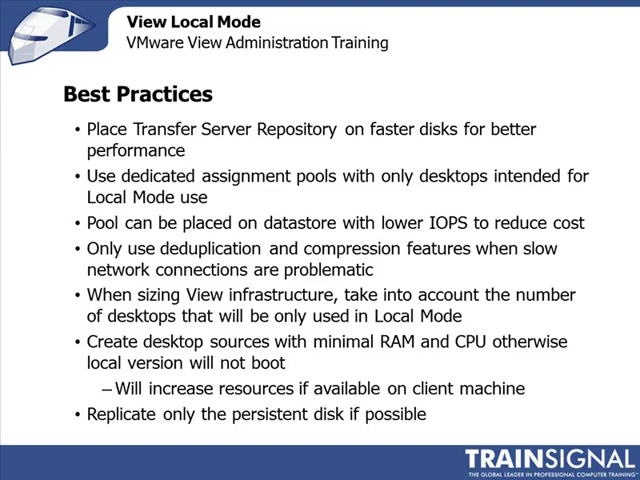 View Local Mode
VMware View Administration Training
Best Practices
• Place Transfer Server Repository on faster disks for better
performance
• Use dedicated assignment pools with only desktops intended for
Local Mode use
• Pool can be placed on datastore with lower IOPS to reduce cost
• Only use deduplication and compression features when slow
network connections are problematic
• When sizing View infrastructure, take into account the number
of desktops that will be only used in Local Mode
• Create desktop sources with minimal RAM and CPU otherwise
local version will not boot
– Will increase resources if available on client machine
• Replicate only the persistent disk if possible
TRAINSIGNAL
THE GLOBAL LEADER IN PROFESSIONAL COMPUTER TRAINING